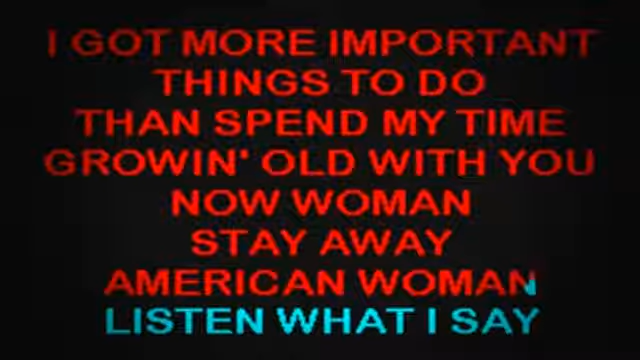 I GOT MORE IMPORTANT
THINGS TO DO
THAN SPEND MY TIME
GROWIN' OLD WITH YOU
NOW WOMAN
STAY AWAY
AMERICAN WOMAN
LISTEN WHAT I SAY